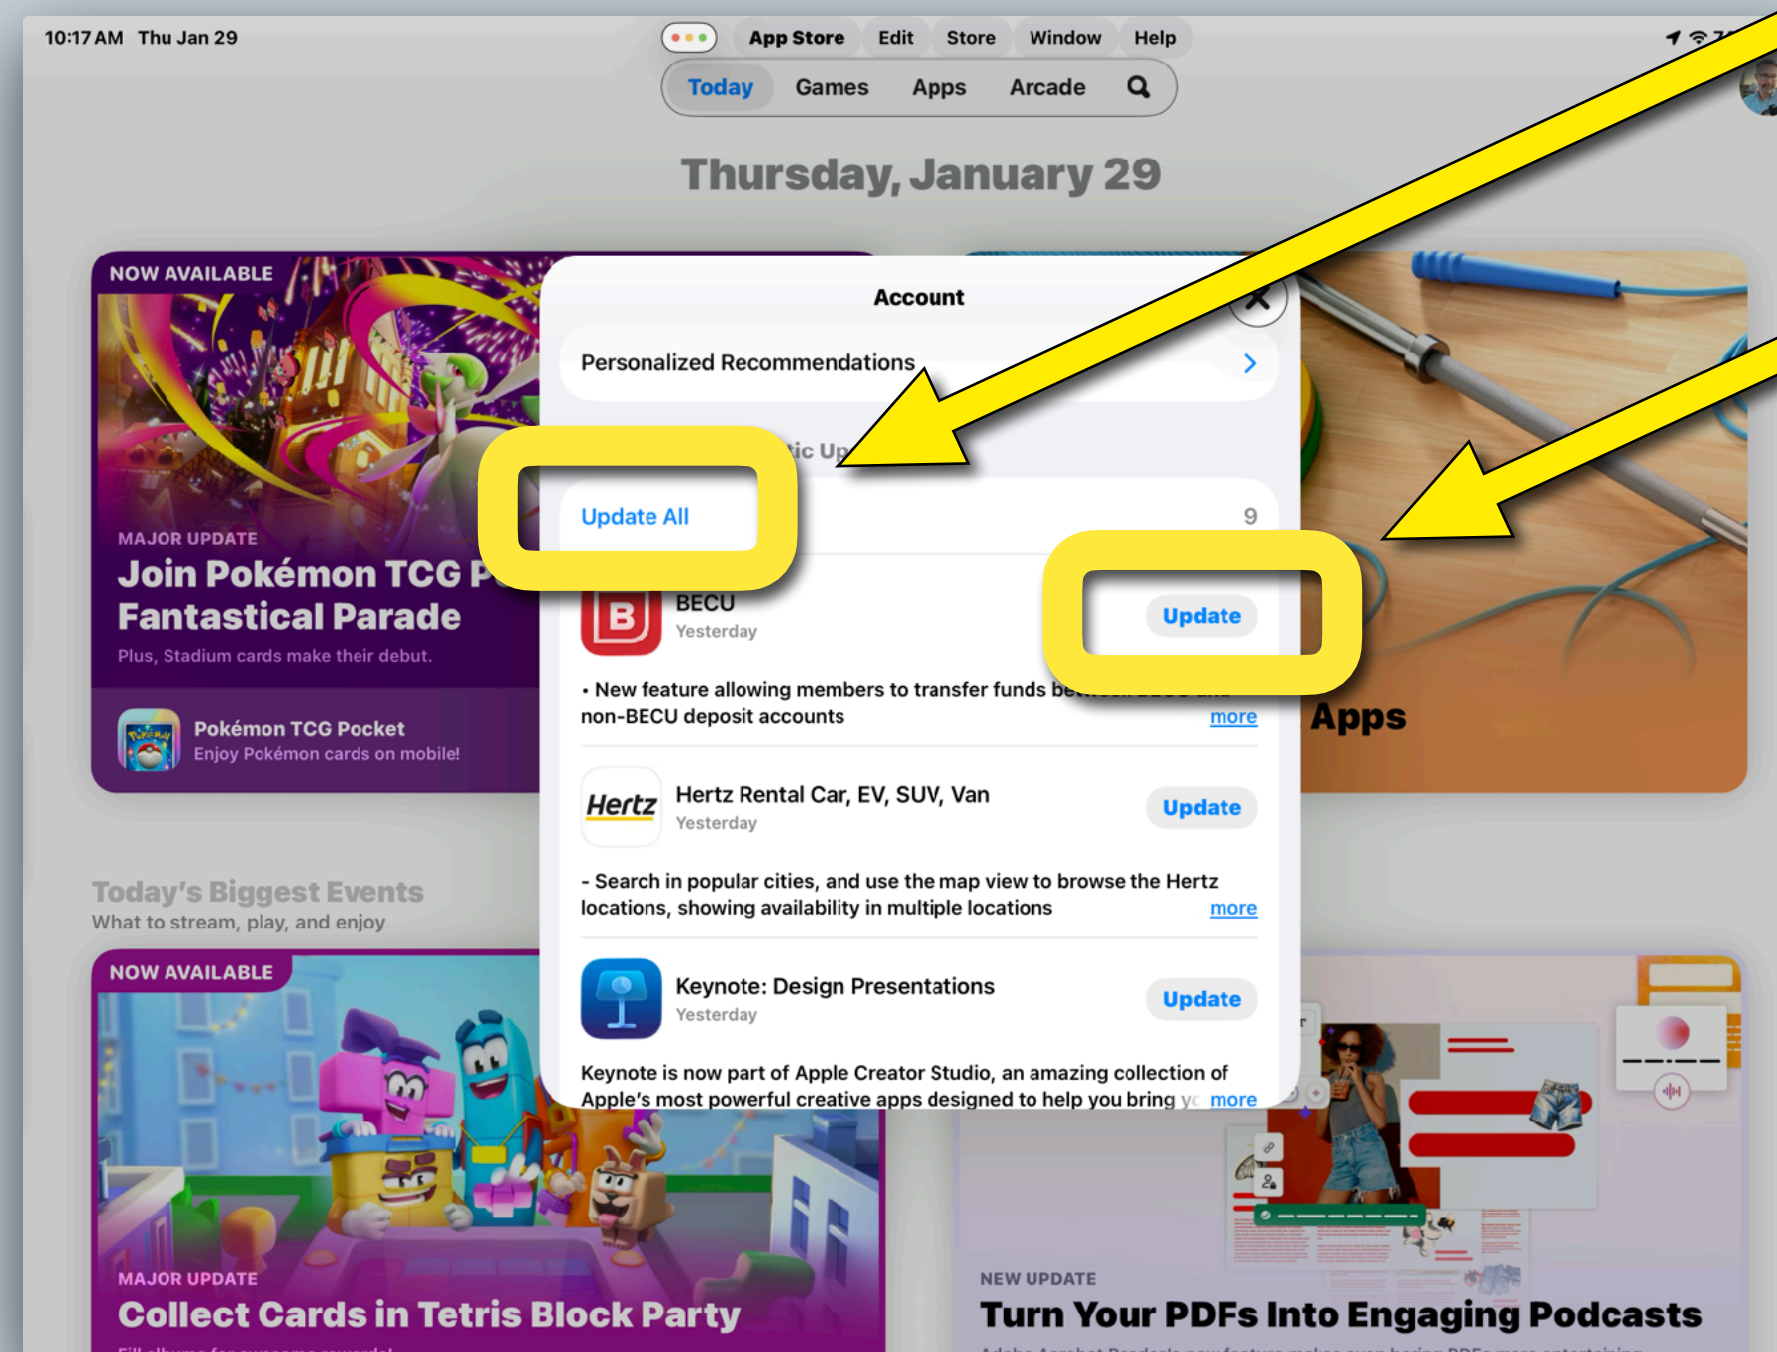 10:17 AM Thu Jan 29
App Store Edit Store Window Help
Today Games Apps Arcade
Thursday, January 29
NOW AVAILABLE
MAJOR UPDATE
Join Pokémon TCG
Fantastical Parade
Plus, Stadium cards make their debut.
Pokémon TCG Pocket
Enjoy Pokémon cards on mobile!
Apps
Account
Personalized Recommendations
Update All 9
B
BECU
Yesterday
Update
• New feature allowing members to transfer funds
non-BECU deposit accounts more
Hertz
Hertz Rental Car, EV, SUV, Van
Yesterday
Update
- Search in popular cities, and use the map view to browse the Hertz
locations, showing availability in multiple locations more
Keynote: Design Presentations
Yesterday
Update
Keynote is now part of Apple Creator Studio, an amazing collection of
Apple's most powerful creative apps designed to help you bring more
Today's Biggest Events
What to stream, play, and enjoy
NOW AVAILABLE
MAJOR UPDATE
Collect Cards in Tetris Block Party
NEW UPDATE
Turn Your PDFs Into Engaging Podcasts